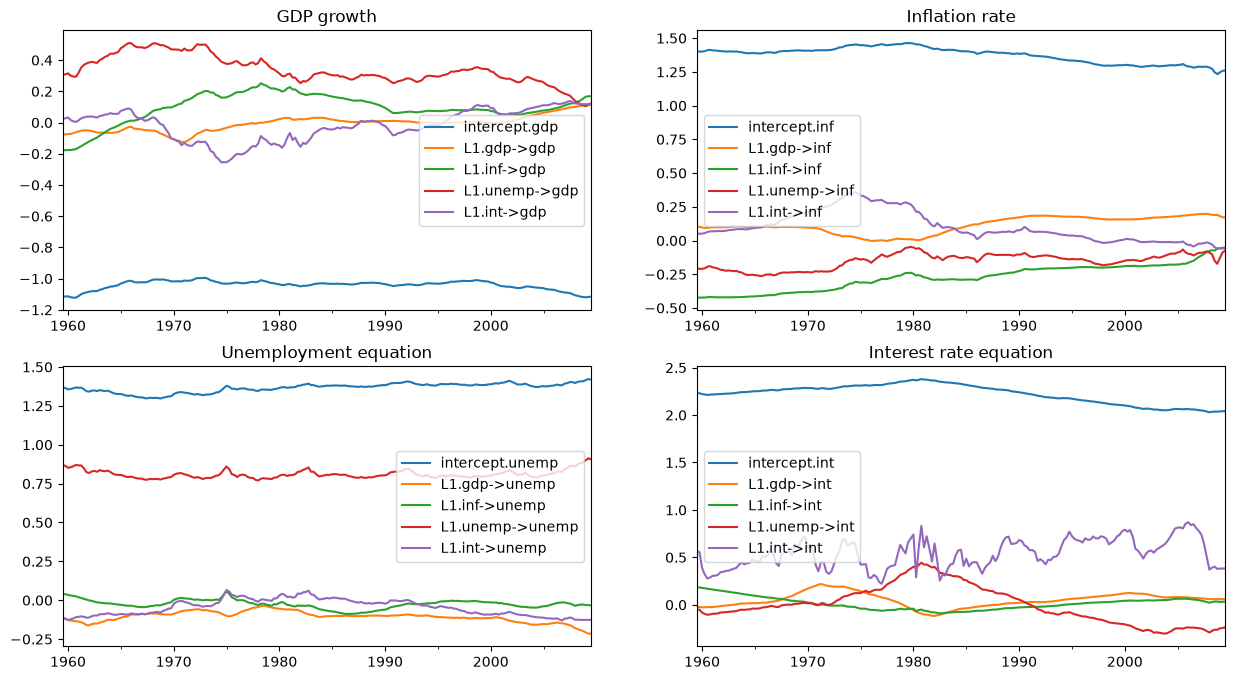 GDP growth
0.4
0.2
0.0
−0.2
−0.4
−0.6
−0.8
−1.0
−1.2
1960 1970 1980 1990 2000
intercept.gdp
L1.gdp->gdp
L1.inf->gdp
L1.unemp->gdp
L1.int->gdp
Inflation rate
1.50
1.25
1.00
0.75
0.50
0.25
0.00
−0.25
−0.50
1960 1970 1980 1990 2000
intercept.inf
L1.gdp->inf
L1.inf->inf
L1.unemp->inf
L1.int->inf
Unemployment equation
1.50
1.25
1.00
0.75
0.50
0.25
0.00
−0.25
1960 1970 1980 1990 2000
intercept.unemp
L1.gdp->unemp
L1.inf->unemp
L1.unemp->unemp
L1.int->unemp
Interest rate equation
2.5
2.0
1.5
1.0
0.5
0.0
1960 1970 1980 1990 2000
intercept.int
L1.gdp->int
L1.inf->int
L1.unemp->int
L1.int->int